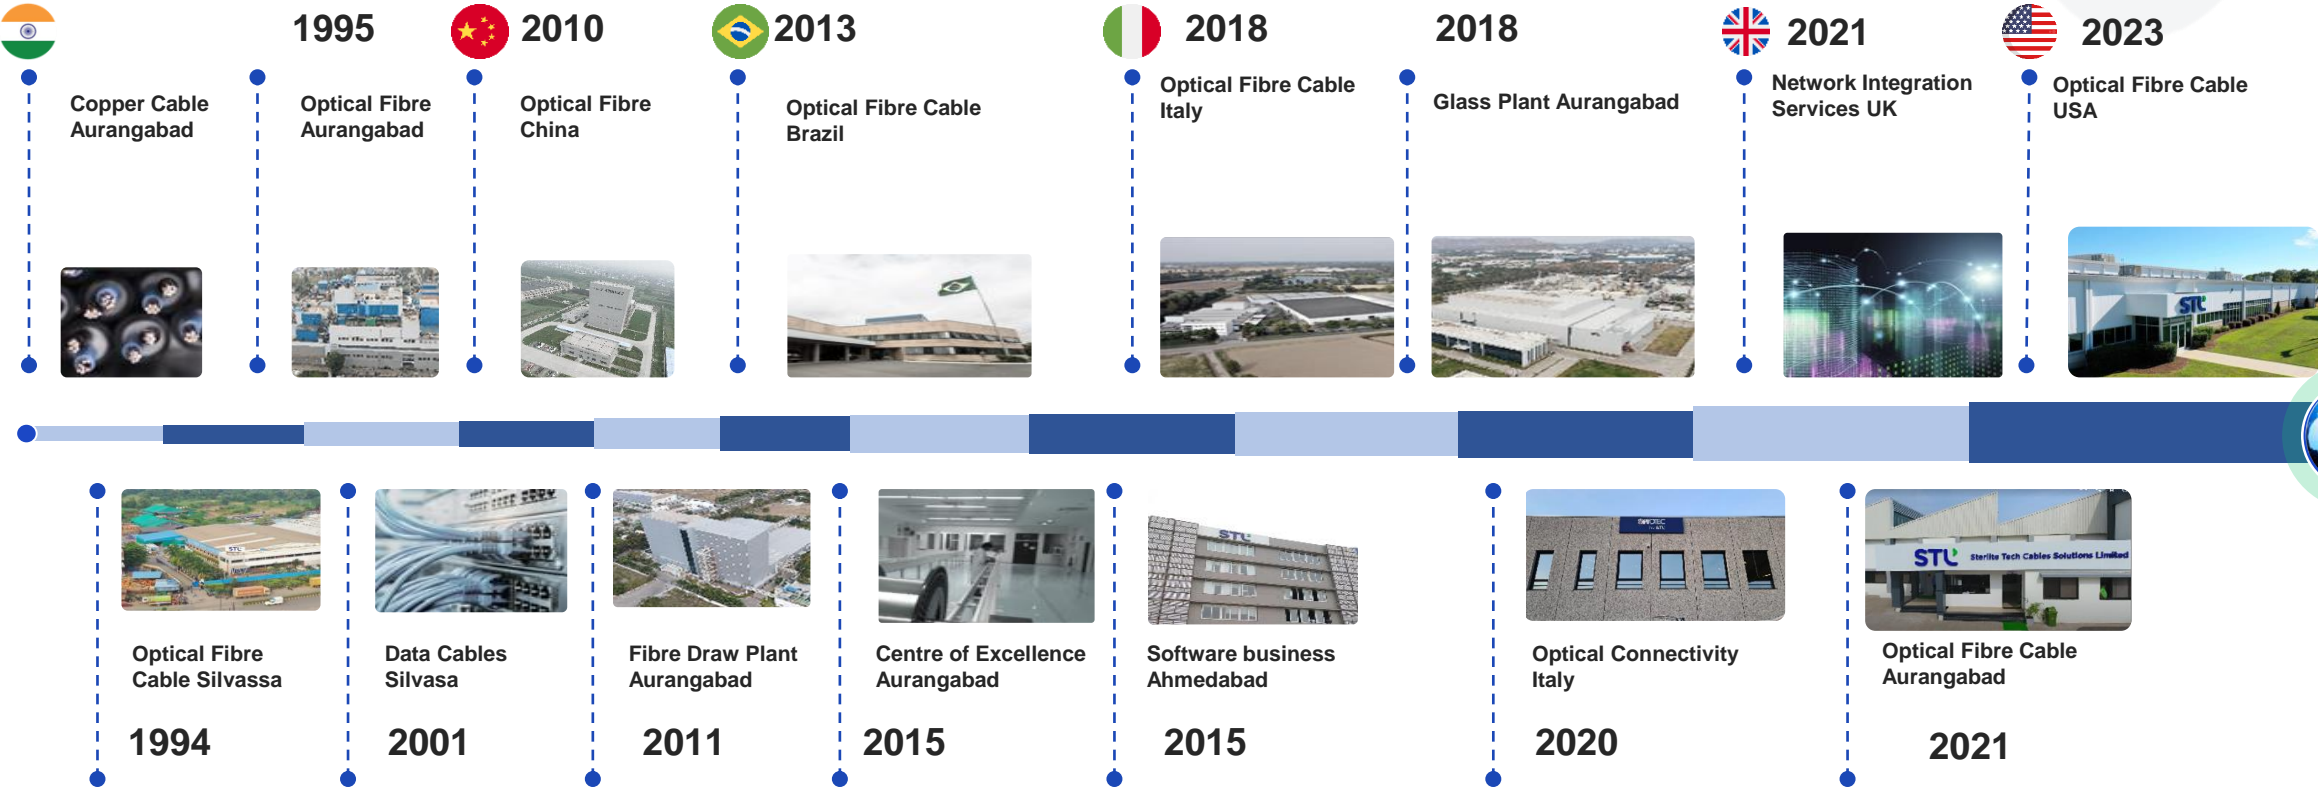 1995
2010
2013
2018
2018
2021
2023
Copper Cable
Aurangabad
Optical Fibre
Aurangabad
Optical Fibre
China
Optical Fibre Cable
Brazil
Optical Fibre Cable
Italy
Glass Plant Aurangabad
Network Integration
Services UK
Optical Fibre Cable
USA
STL
STL
STL
STL
Sterlite Tech Cables Solutions Limited
Optical Fibre
Cable Silvassa
Data Cables
Silvasa
Fibre Draw Plant
Aurangabad
Centre of Excellence
Aurangabad
Software business
Ahmedabad
Optical Connectivity
Italy
Optical Fibre Cable
Aurangabad
1994
2001
2011
2015
2015
2020
2021